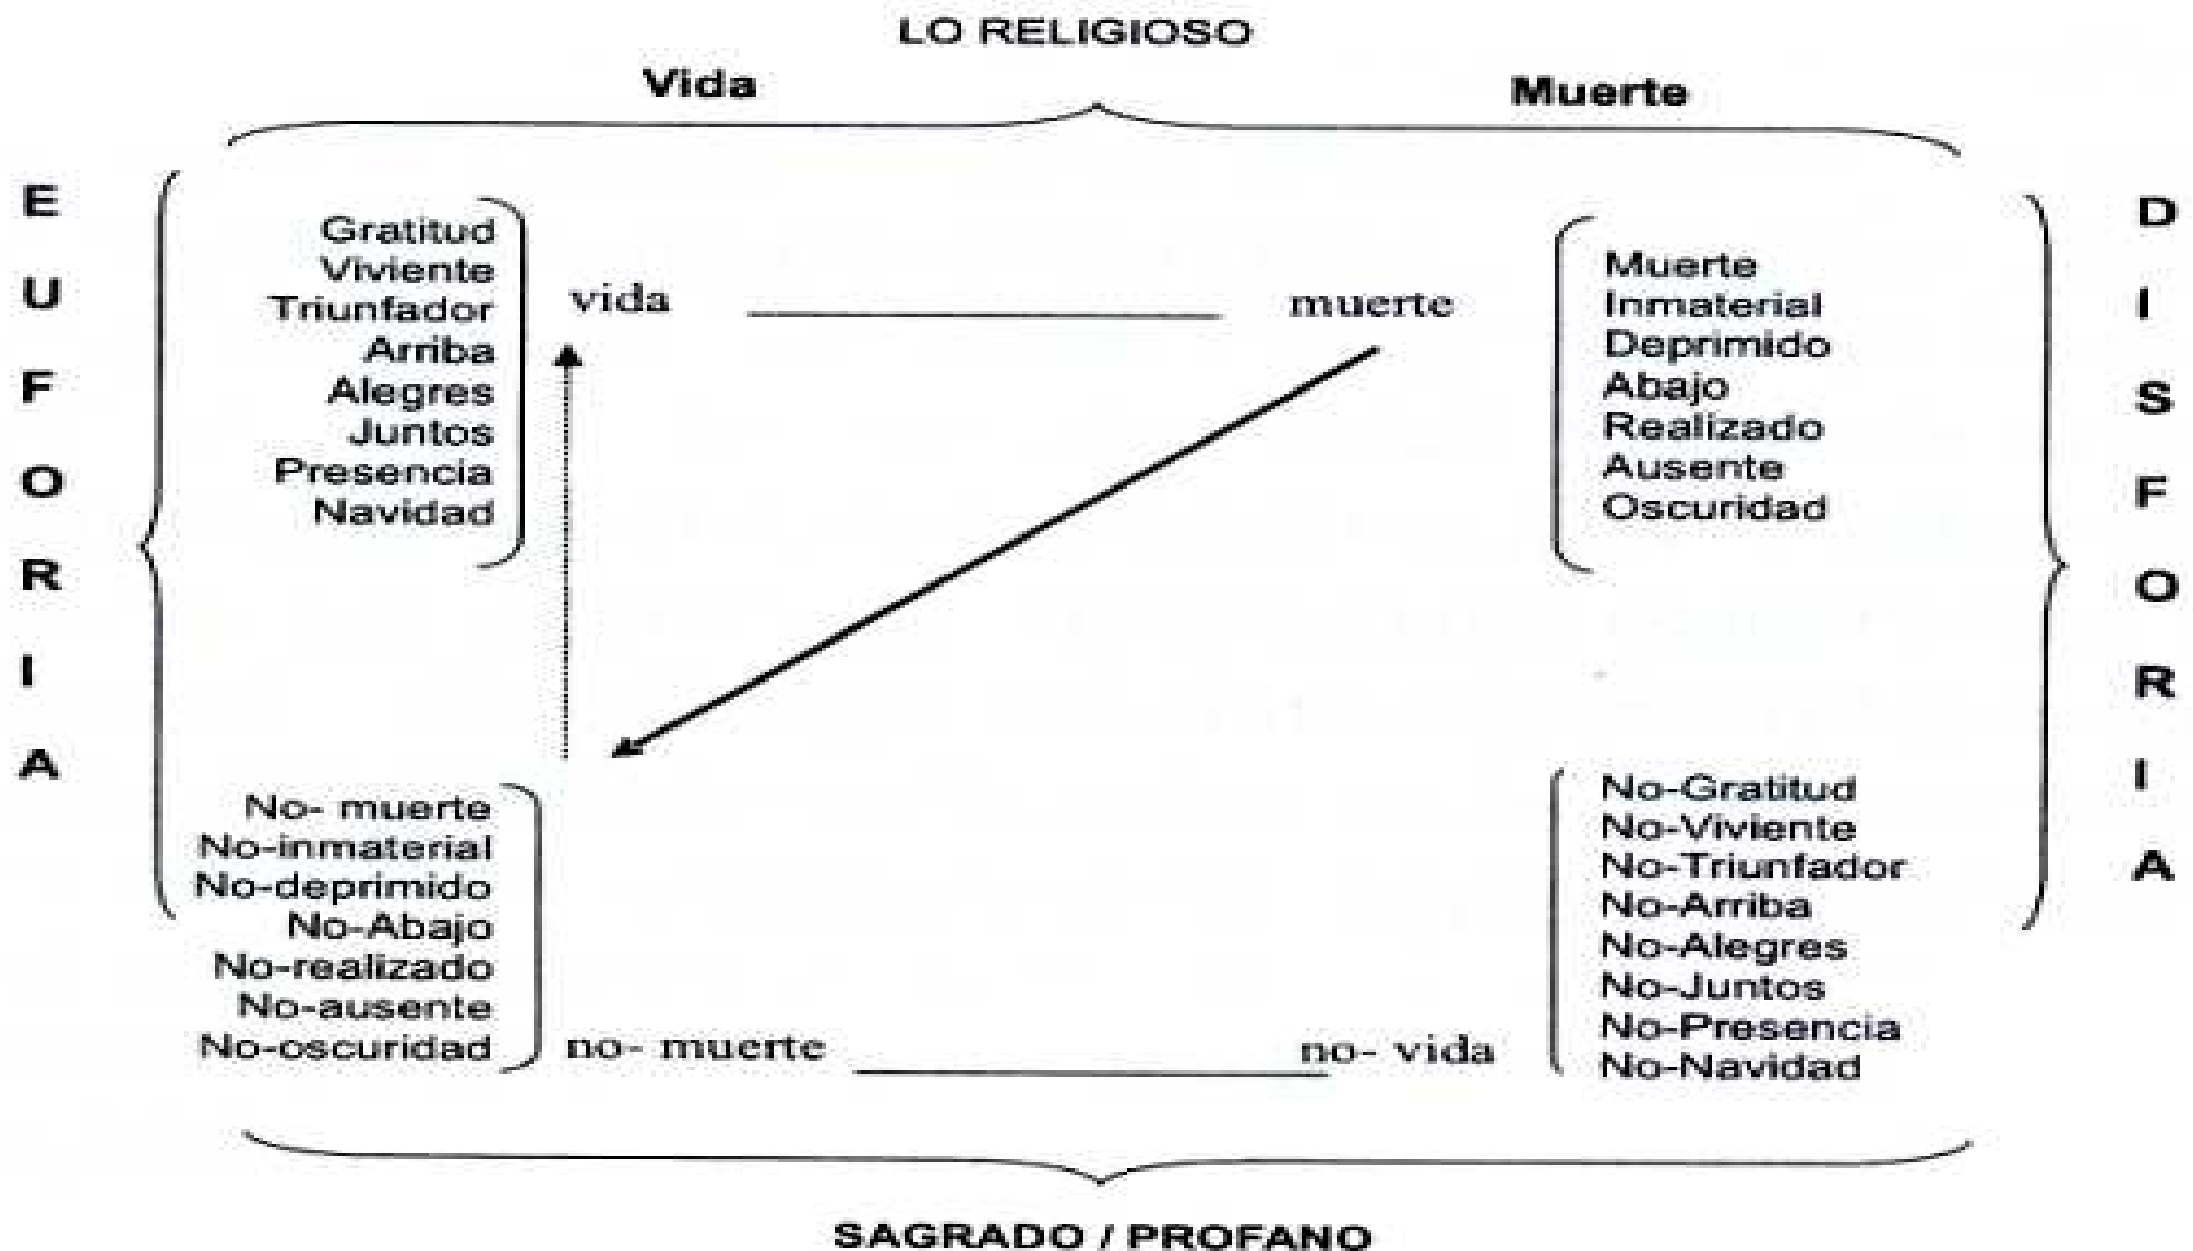 LO RELIGIOSO
Vida
Muerte
E
U
F
O
R
I
A
Gratitud
Viviente
Triunfador
Arriba
Alegres
Juntos
Presencia
Navidad
vida
muerte
Muerte
Inmaterial
Deprimido
Abajo
Realizado
Ausente
Oscuridad
D
I
S
F
O
R
I
A
No- muerte
No-inmaterial
No-deprimido
No-Abajo
No-realizado
No-ausente
No-oscuridad
no- muerte
no- vida
No-Gratitud
No-Viviente
No-Triunfador
No-Arriba
No-Alegres
No-Juntos
No-Presencia
No-Navidad
SAGRADO / PROFANO